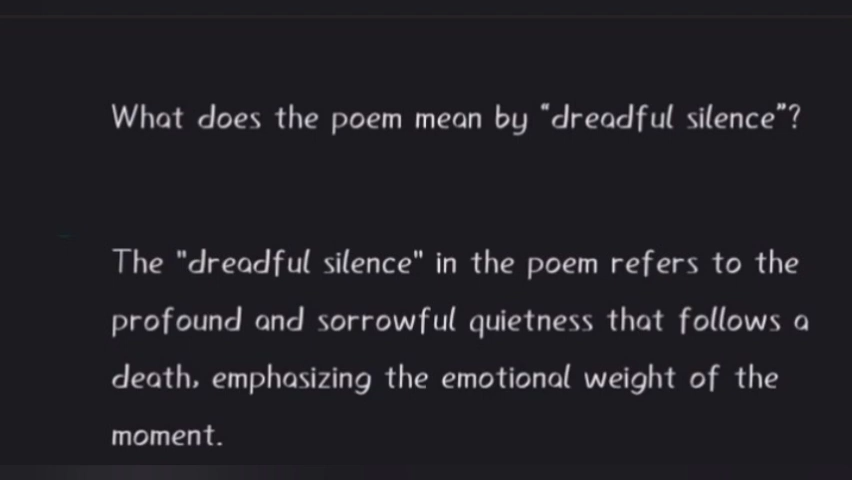 What does the poem mean by “dreadful silence”?
The "dreadful silence" in the poem refers to the
profound and sorrowful quietness that follows a
death, emphasizing the emotional weight of the
moment.